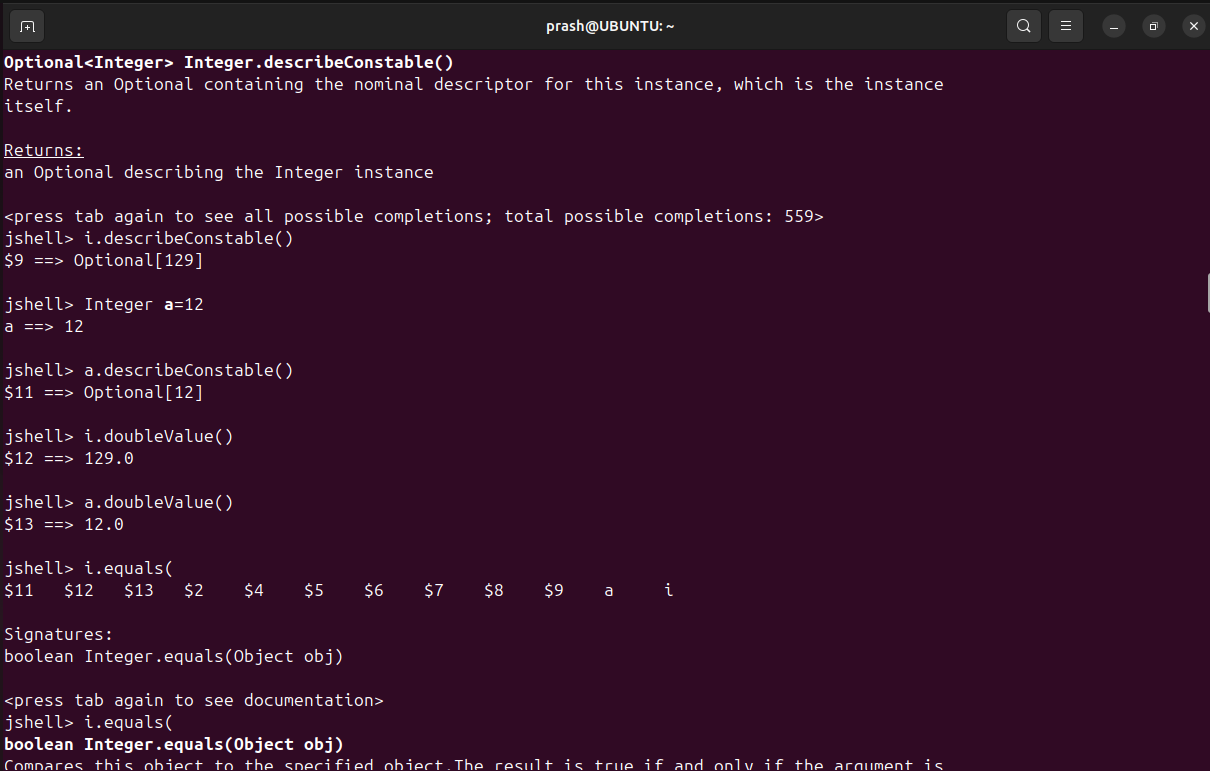 prash@UBUNTU: ~
Optional<Integer> Integer.describeConstable()
Returns an Optional containing the nominal descriptor for this instance, which is the instance
itself.
Returns:
an Optional describing the Integer instance
<press tab again to see all possible completions; total possible completions: 559>
jshell> i.describeConstable()
$9 ==> Optional[129]
jshell> Integer a=12
a ==> 12
jshell> a.describeConstable()
$11 ==> Optional[12]
jshell> i.doubleValue()
$12 ==> 129.0
jshell> a.doubleValue()
$13 ==> 12.0
jshell> i.equals(
$11   $12   $13   $2    $4    $5    $6    $7    $8    $9    a     i
Signatures:
boolean Integer.equals(Object obj)
<press tab again to see documentation>
jshell> i.equals(
boolean Integer.equals(Object obj)
Compares this object to the specified object.The result is true if and only if the argument is